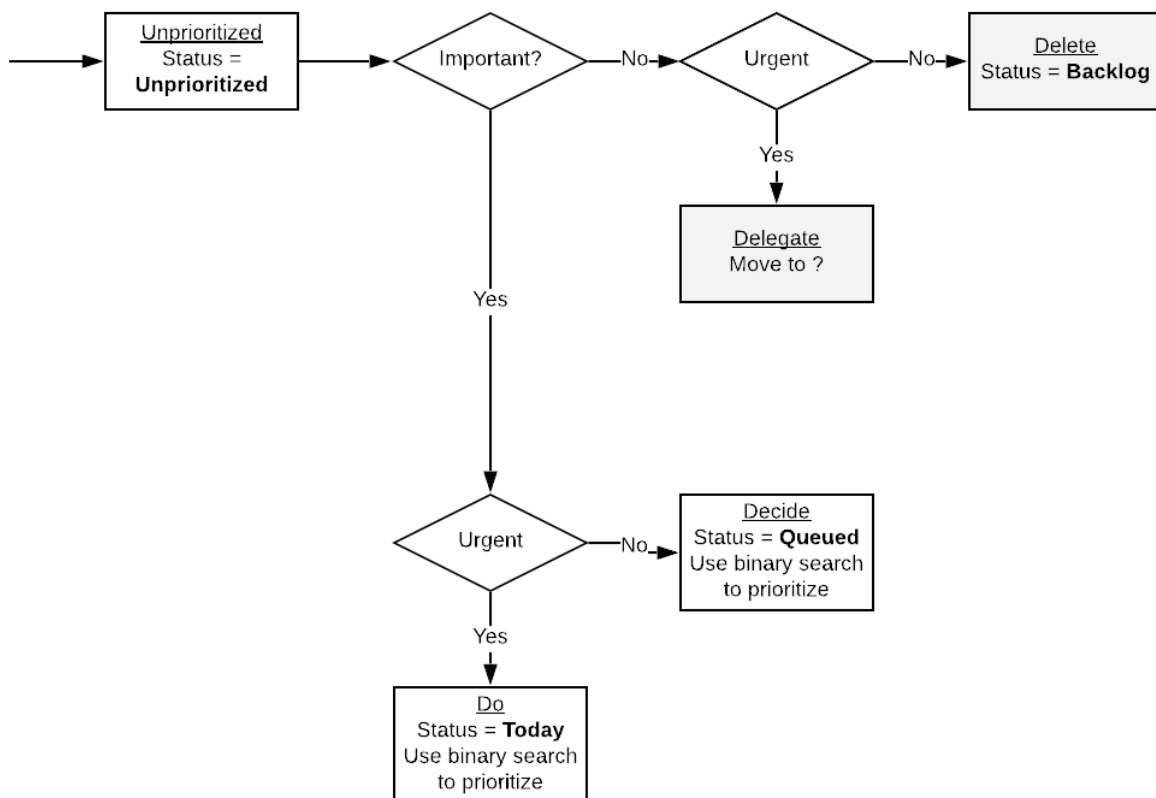 Unprioritized
Status =
Unprioritized
Important?
No
Urgent
No
Delete
Status = Backlog
Yes
Delegate
Move to ?
Yes
Urgent
No
Decide
Status = Queued
Use binary search
to prioritize
Yes
Do
Status = Today
Use binary search
to prioritize